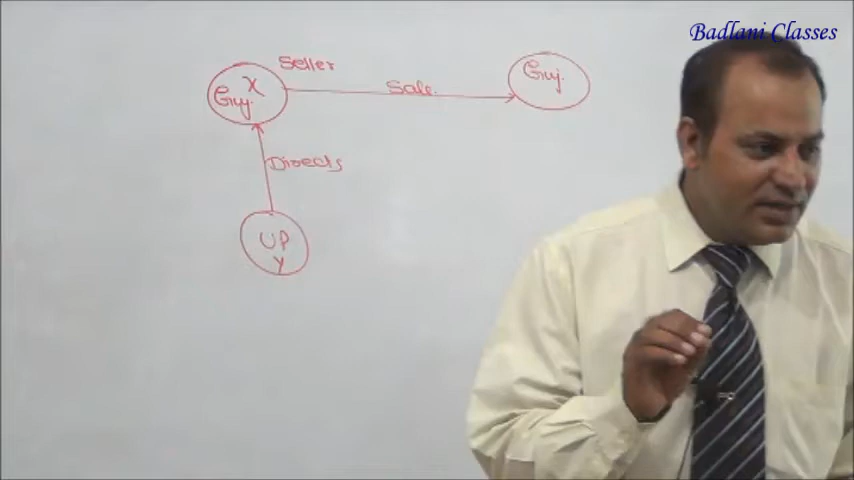 Badlani Classes
Seller
X
Guj.
Sale.
Guj.
Directs
UP
Y